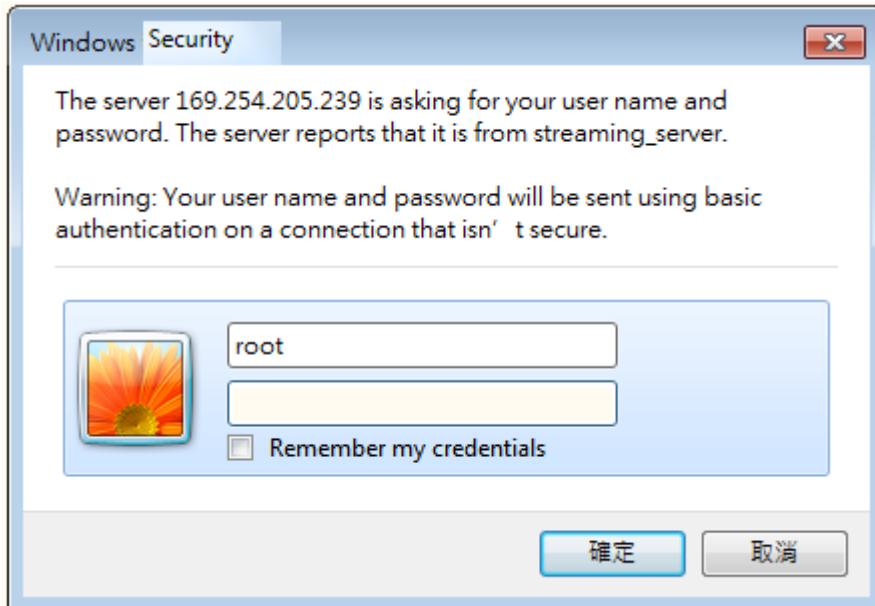 Windows Security
The server 169.254.205.239 is asking for your user name and
password. The server reports that it is from streaming_server.
Warning: Your user name and password will be sent using basic
authentication on a connection that isn’ t secure.
root
Remember my credentials
確定
取消